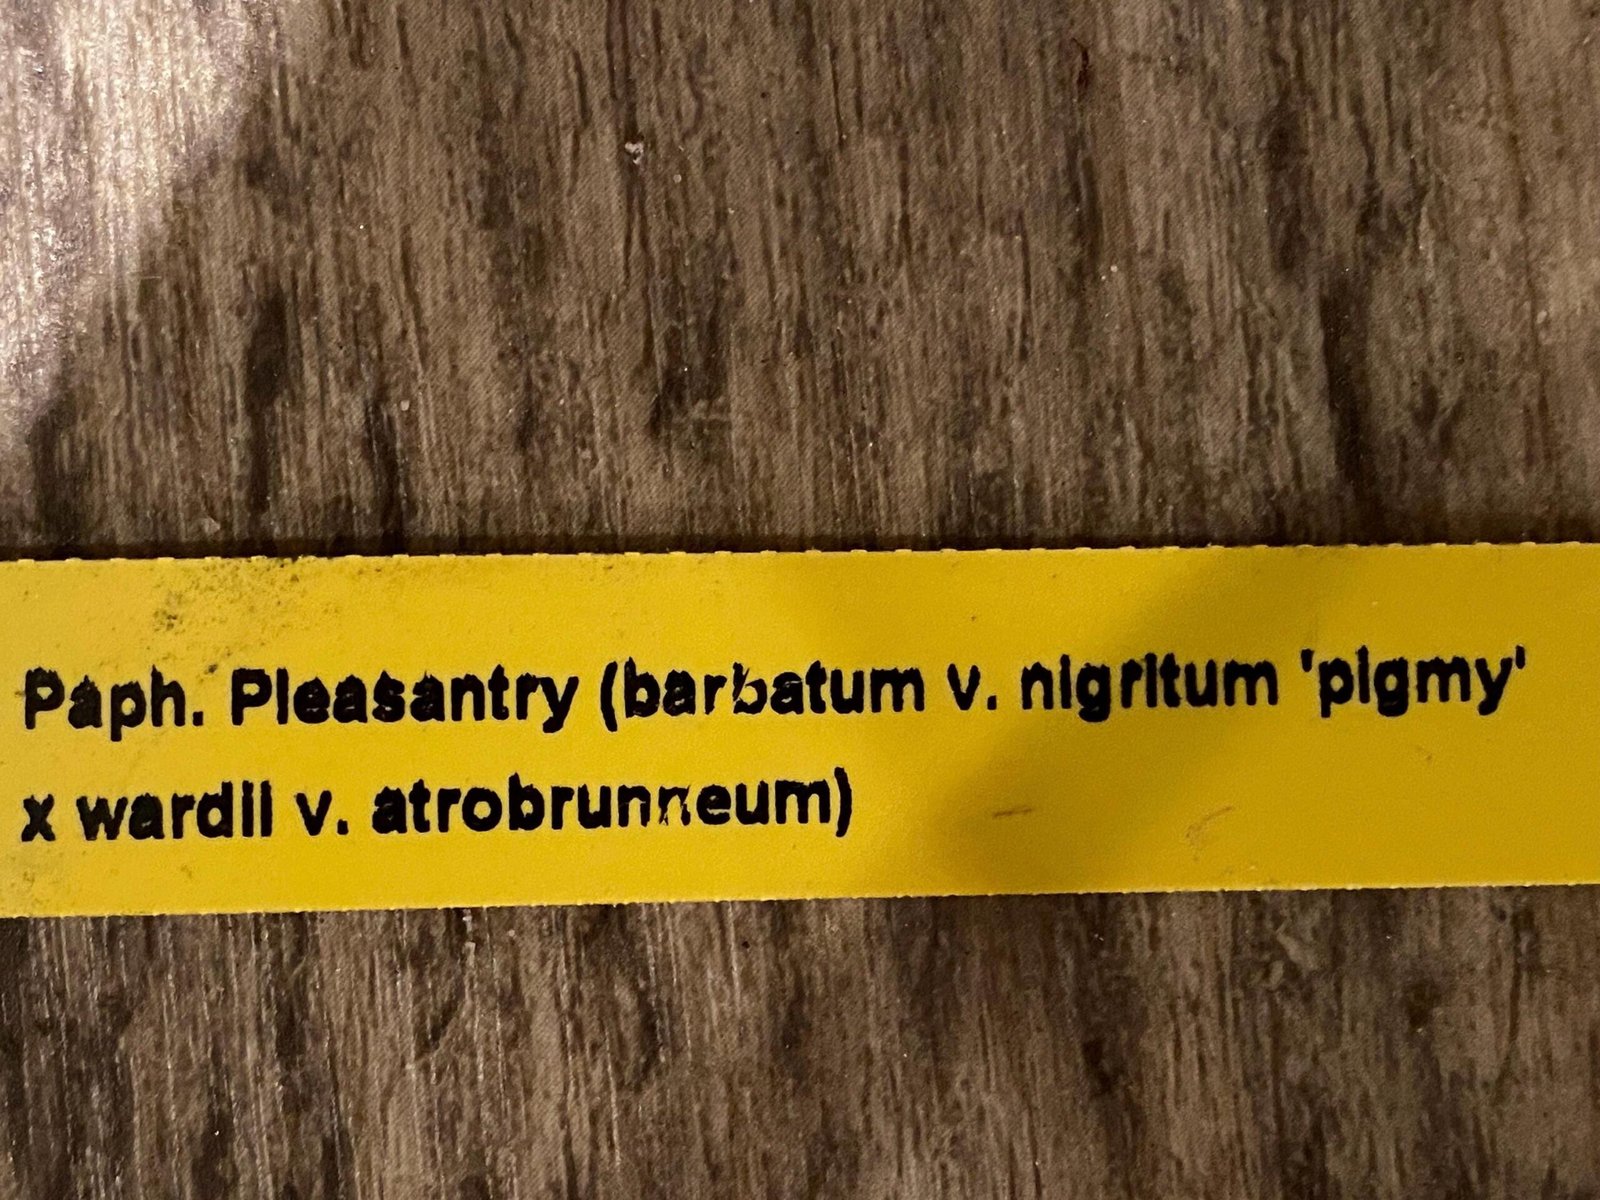 Paph. Pleasantry (barbatum v. nigritum 'pigmy'
x wardii v. atrobrunneum)